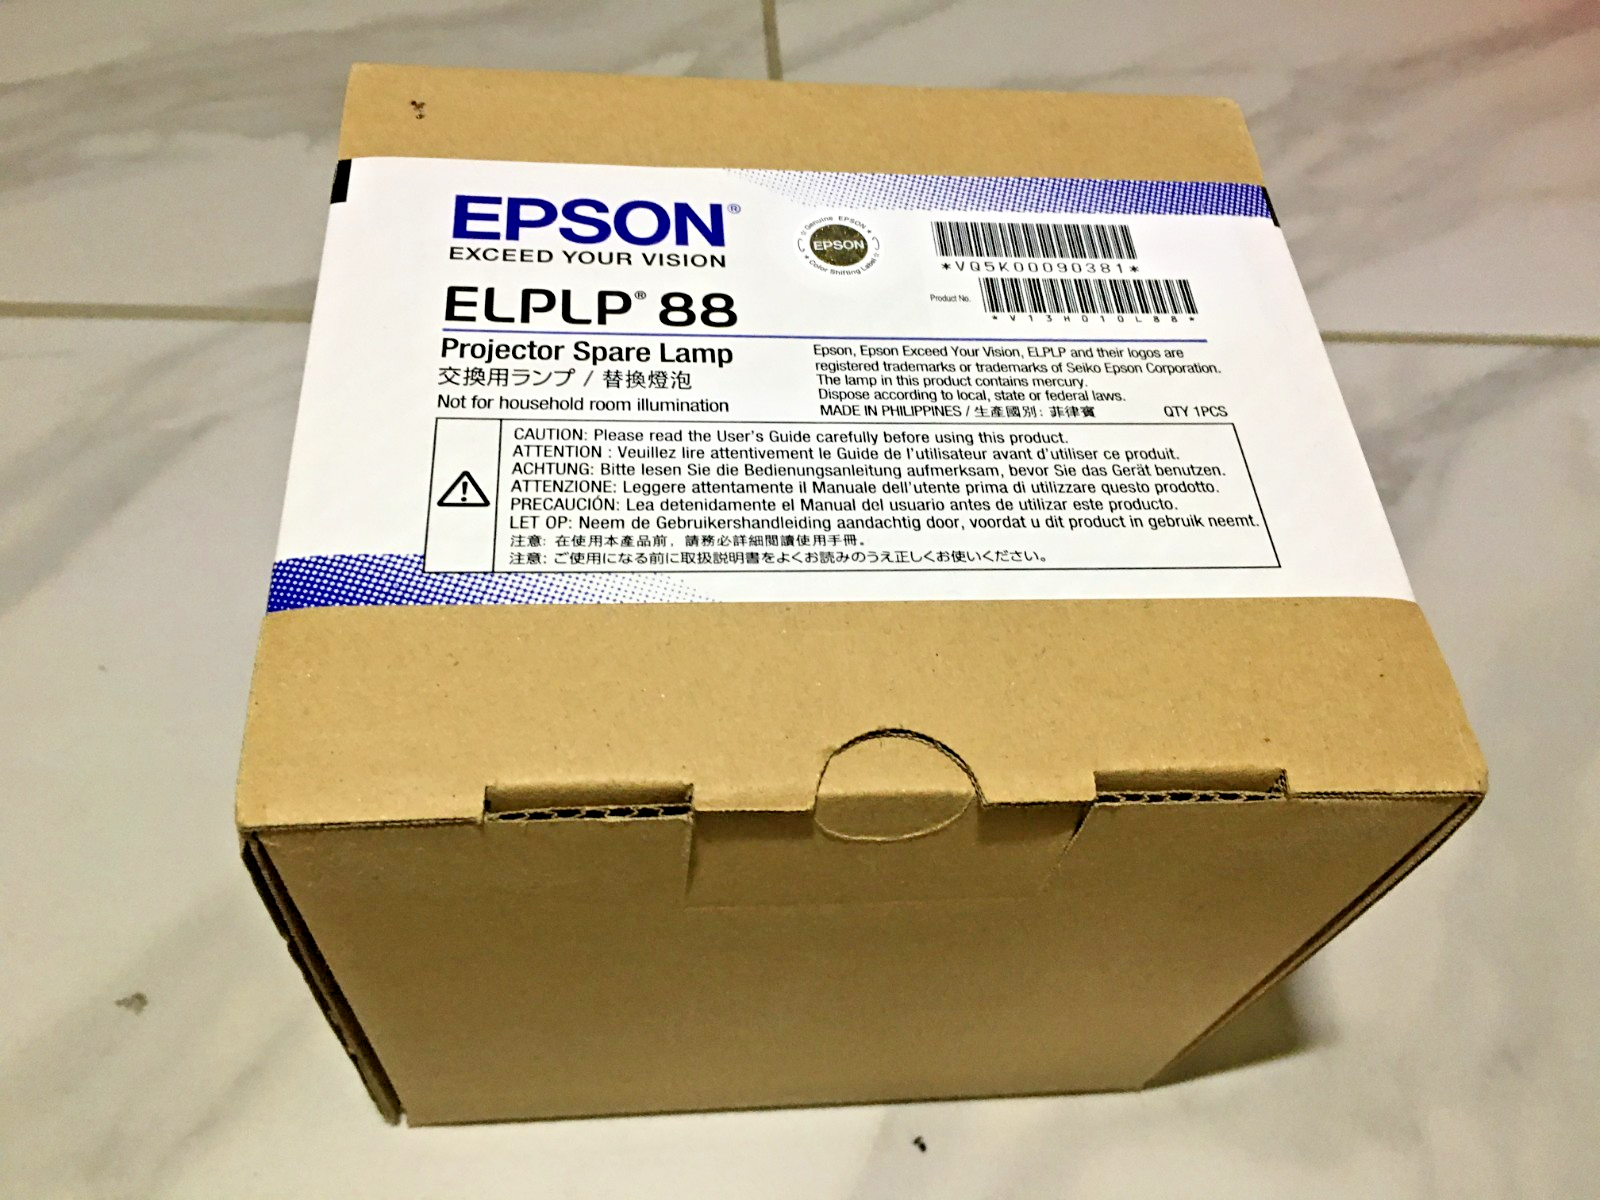 EPSON®
EXCEED YOUR VISION
ELPLP® 88
Projector Spare Lamp
交換用ランプ / 替換燈泡
Not for household room illumination
Genuine EPSON
EPSON
Color Shifting Label
*VQ5K00090381*
Product No.
*V13H010L88*
Epson, Epson Exceed Your Vision, ELPLP and their logos are
registered trademarks or trademarks of Seiko Epson Corporation.
The lamp in this product contains mercury.
Dispose according to local, state or federal laws.
MADE IN PHILIPPINES / 生產國別: 菲律賓 QTY 1PCS
CAUTION: Please read the User's Guide carefully before using this product.
ATTENTION : Veuillez lire attentivement le Guide de l'utilisateur avant d'utiliser ce produit.
ACHTUNG: Bitte lesen Sie die Bedienungsanleitung aufmerksam, bevor Sie das Gerät benutzen.
ATTENZIONE: Leggere attentamente il Manuale dell'utente prima di utilizzare questo prodotto.
PRECAUCIÓN: Lea detenidamente el Manual del usuario antes de utilizar este producto.
LET OP: Neem de Gebruikershandleiding aandachtig door, voordat u dit product in gebruik neemt.
注意: 在使用本產品前, 請務必詳細閱讀使用手冊。
注意: ご使用になる前に取扱説明書をよくお読みのうえ正しくお使いください。